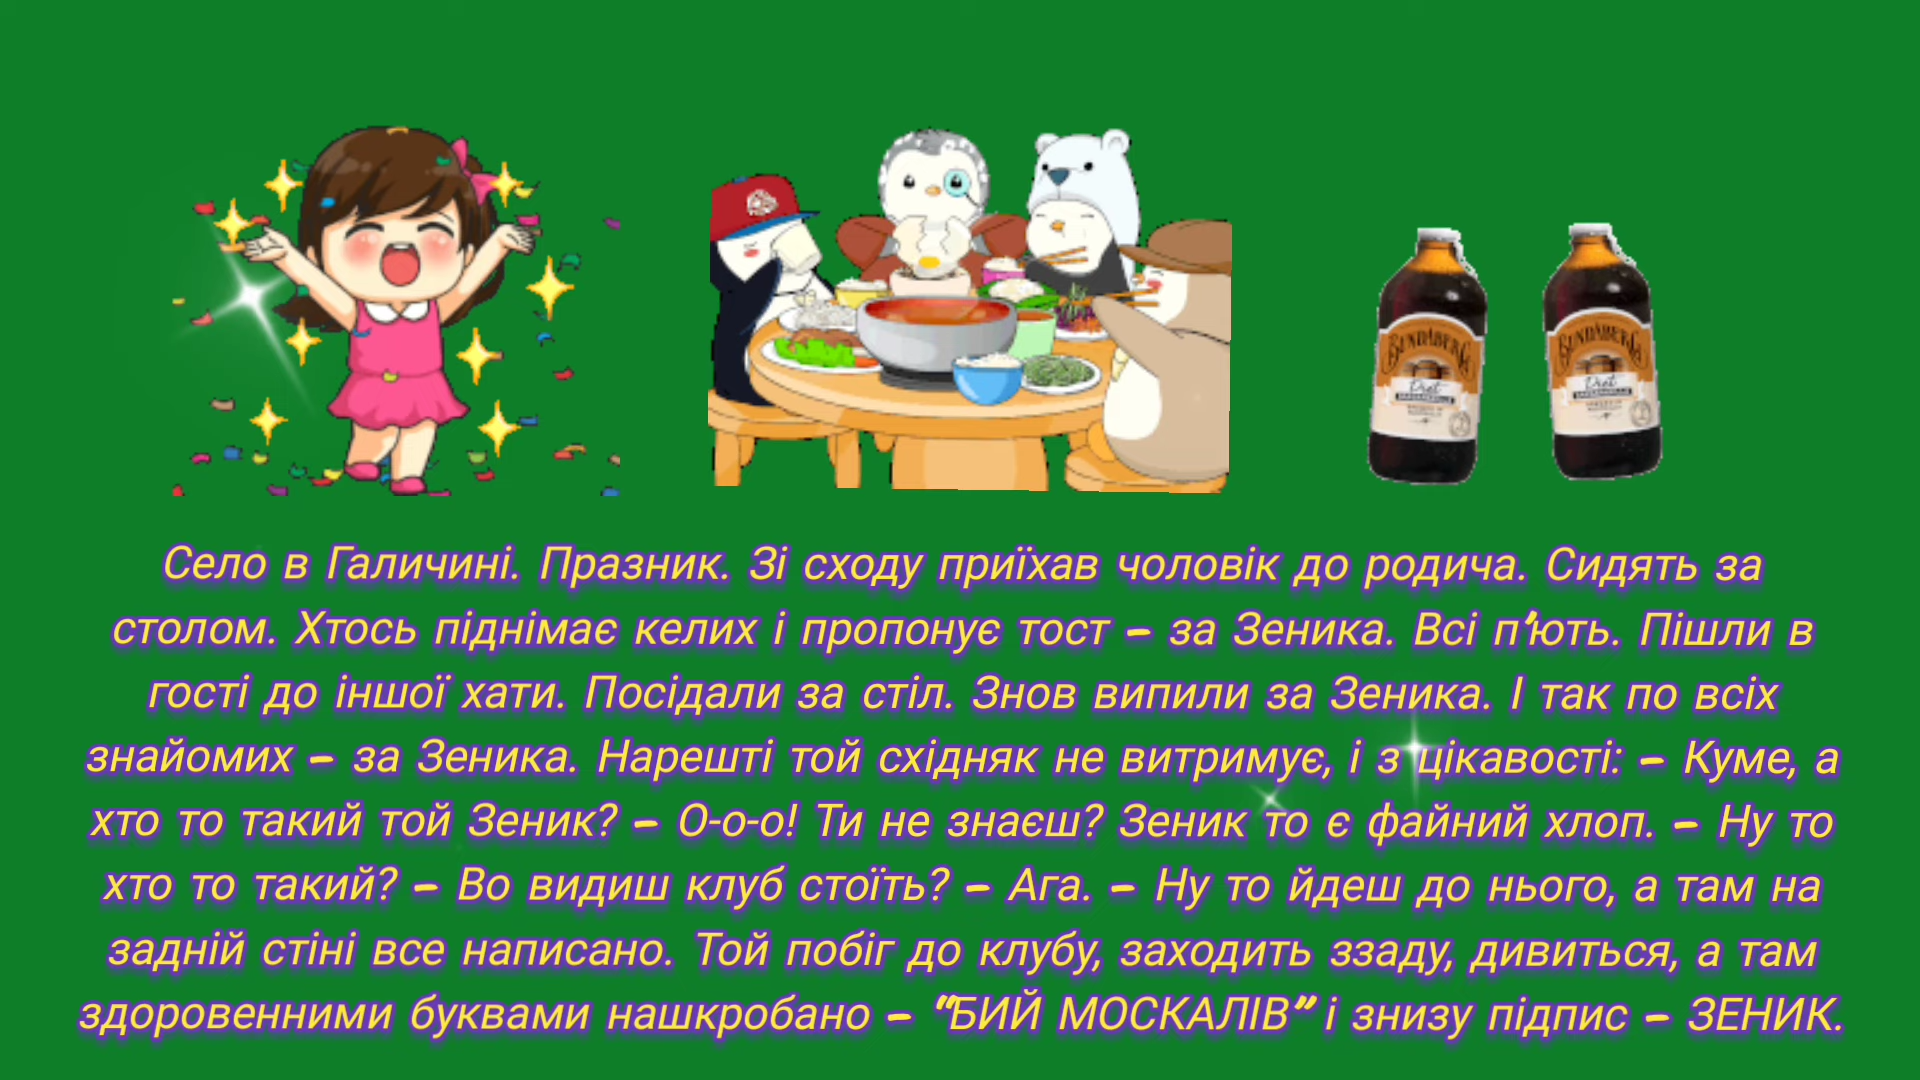 BUNDABERG
Diet
BUNDABERG
Diet
Село в Галичині. Празник. Зі сходу приїхав чоловік до родича. Сидять за
столом. Хтось піднімає келих і пропонує тост – за Зеника. Всі п’ють. Пішли в
гості до іншої хати. Посідали за стіл. Знов випили за Зеника. І так по всіх
знайомих – за Зеника. Нарешті той східняк не витримує, і з цікавості: – Куме, а
хто то такий той Зеник? – О-о-о! Ти не знаєш? Зеник то є файний хлоп. – Ну то
хто то такий? – Во видиш клуб стоїть? – Ага. – Ну то йдеш до нього, а там на
задній стіні все написано. Той побіг до клубу, заходить ззаду, дивиться, а там
здоровенними буквами нашкробано – “БИЙ МОСКАЛІВ” і знизу підпис – ЗЕНИК.